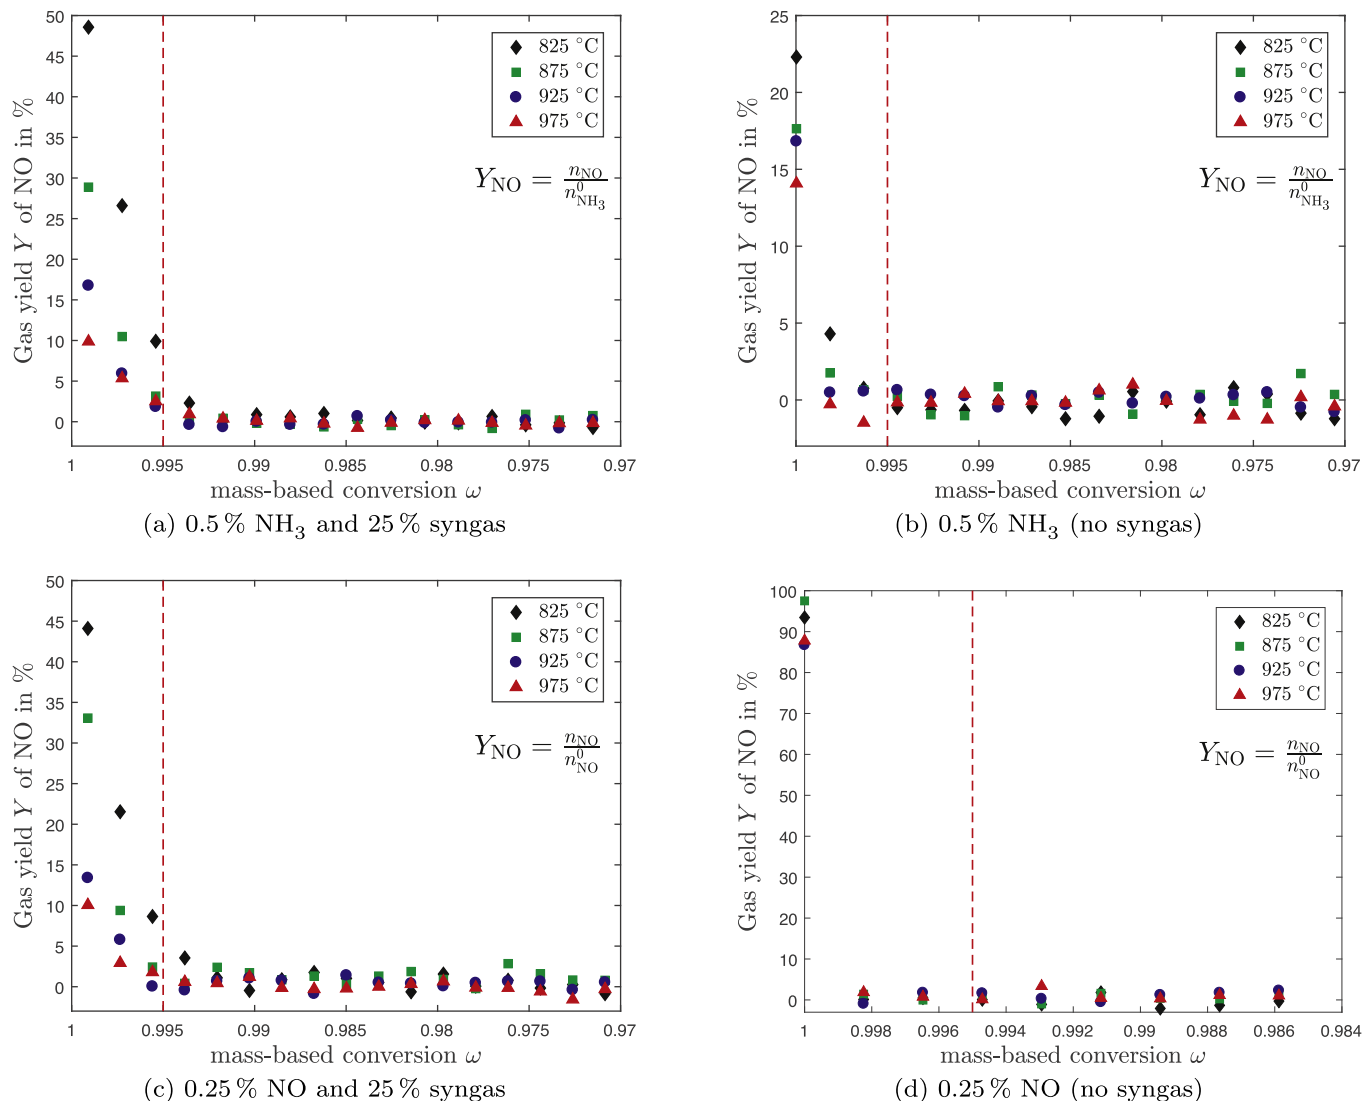 50
45
40
35
30
25
20
15
10
5
0
Gas yield Y of NO in %
825 °C
875 °C
925 °C
975 °C
Y_NO = n_NO / n⁰_NH₃
1 0.995 0.99 0.985 0.98 0.975 0.97
mass-based conversion ω
(a) 0.5 % NH₃ and 25 % syngas
25
20
15
10
5
0
Gas yield Y of NO in %
825 °C
875 °C
925 °C
975 °C
Y_NO = n_NO / n⁰_NH₃
1 0.995 0.99 0.985 0.98 0.975 0.97
mass-based conversion ω
(b) 0.5 % NH₃ (no syngas)
50
45
40
35
30
25
20
15
10
5
0
Gas yield Y of NO in %
825 °C
875 °C
925 °C
975 °C
Y_NO = n_NO / n⁰_NO
1 0.995 0.99 0.985 0.98 0.975 0.97
mass-based conversion ω
(c) 0.25 % NO and 25 % syngas
100
90
80
70
60
50
40
30
20
10
0
Gas yield Y of NO in %
825 °C
875 °C
925 °C
975 °C
Y_NO = n_NO / n⁰_NO
1 0.998 0.996 0.994 0.992 0.99 0.988 0.986 0.984
mass-based conversion ω
(d) 0.25 % NO (no syngas)